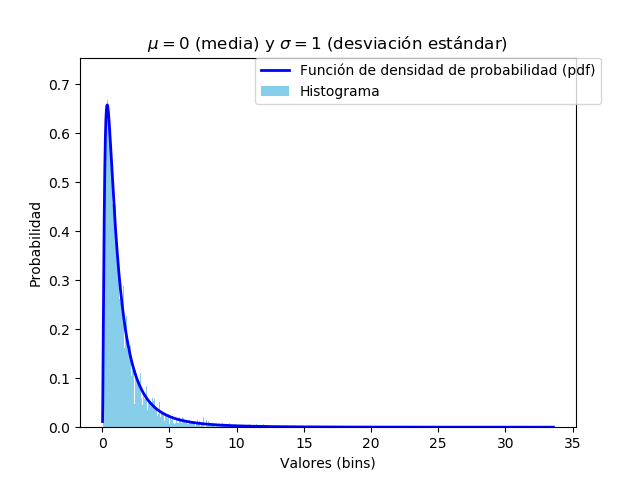 μ = 0 (media) y σ = 1 (desviación estándar)
Función de densidad de probabilidad (pdf)
Histograma
0.7
0.6
0.5
0.4
0.3
0.2
0.1
0.0
Probabilidad
0 5 10 15 20 25 30 35
Valores (bins)